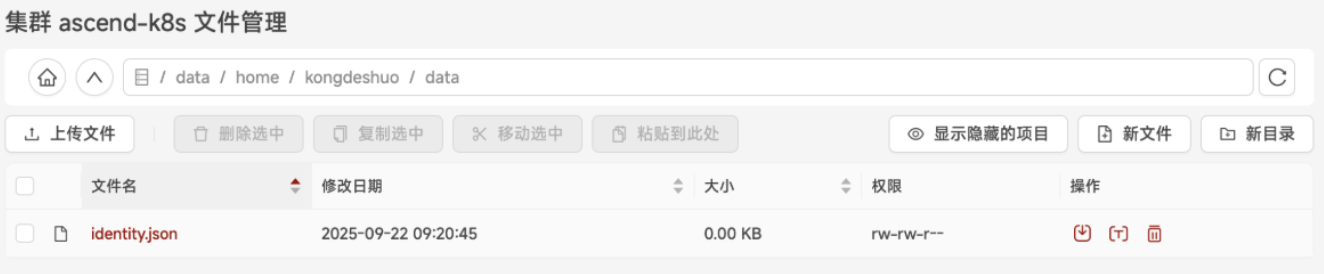 集群 ascend-k8s 文件管理
/ data / home / kongdeshuo / data
上传文件 删除选中 复制选中 移动选中 粘贴到此处 显示隐藏的项目 新文件 新目录
文件名 修改日期 大小 权限 操作
identity.json 2025-09-22 09:20:45 0.00 KB rw-rw-r--